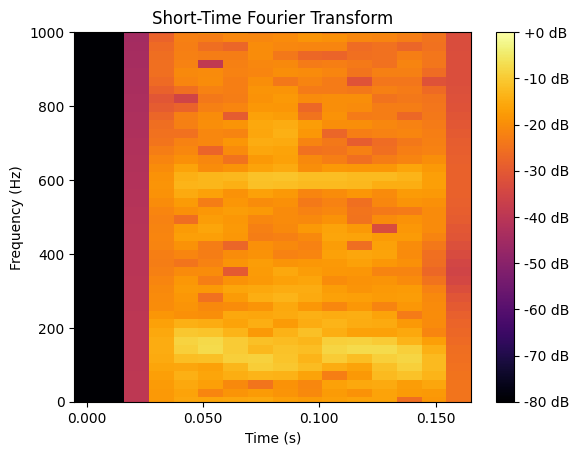 Short-Time Fourier Transform
1000
800
600
400
200
0
Frequency (Hz)
0.000
0.050
0.100
0.150
Time (s)
+0 dB
-10 dB
-20 dB
-30 dB
-40 dB
-50 dB
-60 dB
-70 dB
-80 dB